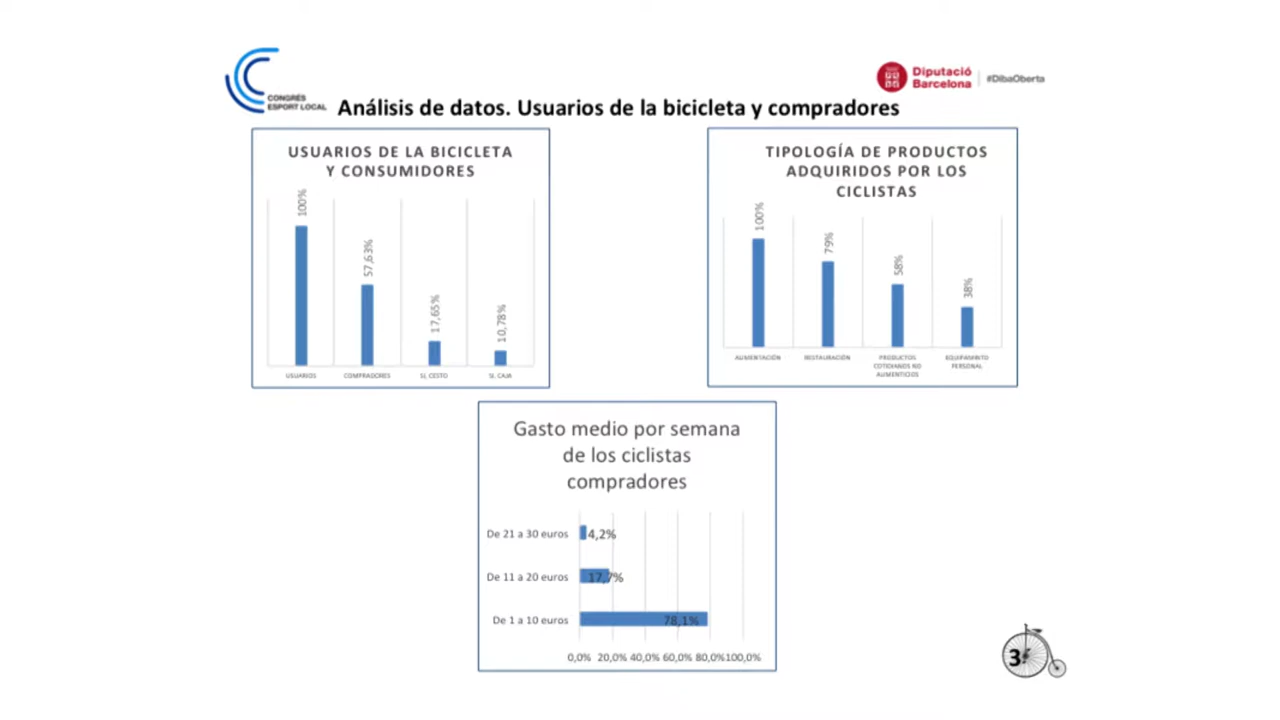 CONGRÉS
ESPORT LOCAL
Diputació
Barcelona
#DibaOberta
Análisis de datos. Usuarios de la bicicleta y compradores
USUARIOS DE LA BICICLETA
Y CONSUMIDORES
100%
57,63%
17,65%
10,78%
USUARIOS
COMPRADORES
SI, CESTO
SI. CAJA
TIPOLOGÍA DE PRODUCTOS
ADQUIRIDOS POR LOS
CICLISTAS
100%
79%
58%
38%
ALIMENTACIÓN
RESTAURACIÓN
PRODUCTOS
COTIDIANOS NO
ALIMENTICIOS
EQUIPAMINTO
PERSONAL
Gasto medio por semana
de los ciclistas
compradores
De 21 a 30 euros
4,2%
De 11 a 20 euros
17,7%
De 1 a 10 euros
78,1%
0,0% 20,0% 40,0% 60,0% 80,0%100,0%
3